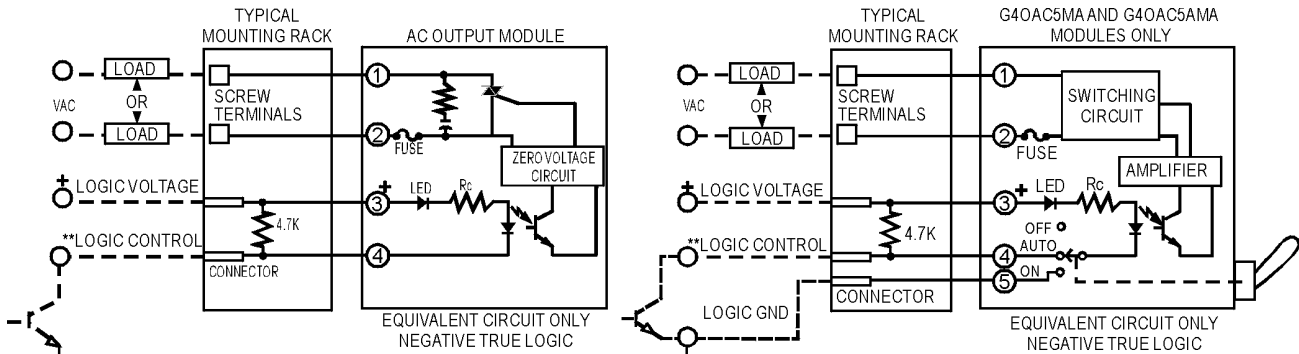 TYPICAL
MOUNTING RACK
AC OUTPUT MODULE
LOAD
VAC
OR
LOAD
SCREW
TERMINALS
1
2
FUSE
ZERO VOLTAGE
CIRCUIT
+
LOGIC VOLTAGE
3
+
LED
Rc
4.7K
**LOGIC CONTROL
4
CONNECTOR
EQUIVALENT CIRCUIT ONLY
NEGATIVE TRUE LOGIC
TYPICAL
MOUNTING RACK
G4OAC5MA AND G4OAC5AMA
MODULES ONLY
LOAD
VAC
OR
LOAD
SCREW
TERMINALS
1
2
FUSE
SWITCHING
CIRCUIT
AMPLIFIER
+
LOGIC VOLTAGE
3
+
LED
Rc
4.7K
OFF
**LOGIC CONTROL
4
AUTO
5
ON
CONNECTOR
LOGIC GND
EQUIVALENT CIRCUIT ONLY
NEGATIVE TRUE LOGIC